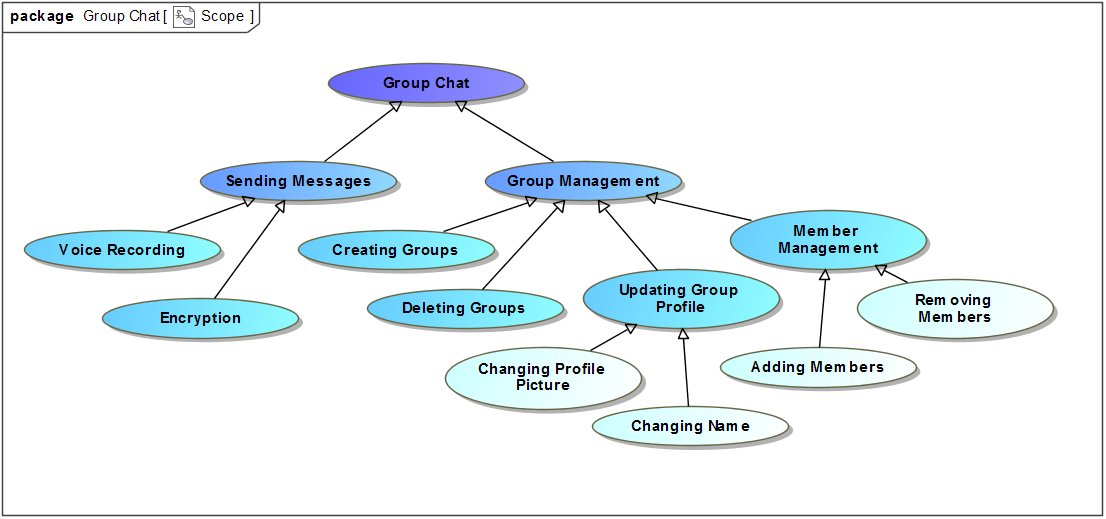 package Group Chat [ Scope ]
Group Chat
Sending Messages
Group Management
Voice Recording
Creating Groups
Member
Management
Encryption
Deleting Groups
Updating Group
Profile
Removing
Members
Changing Profile
Picture
Adding Members
Changing Name